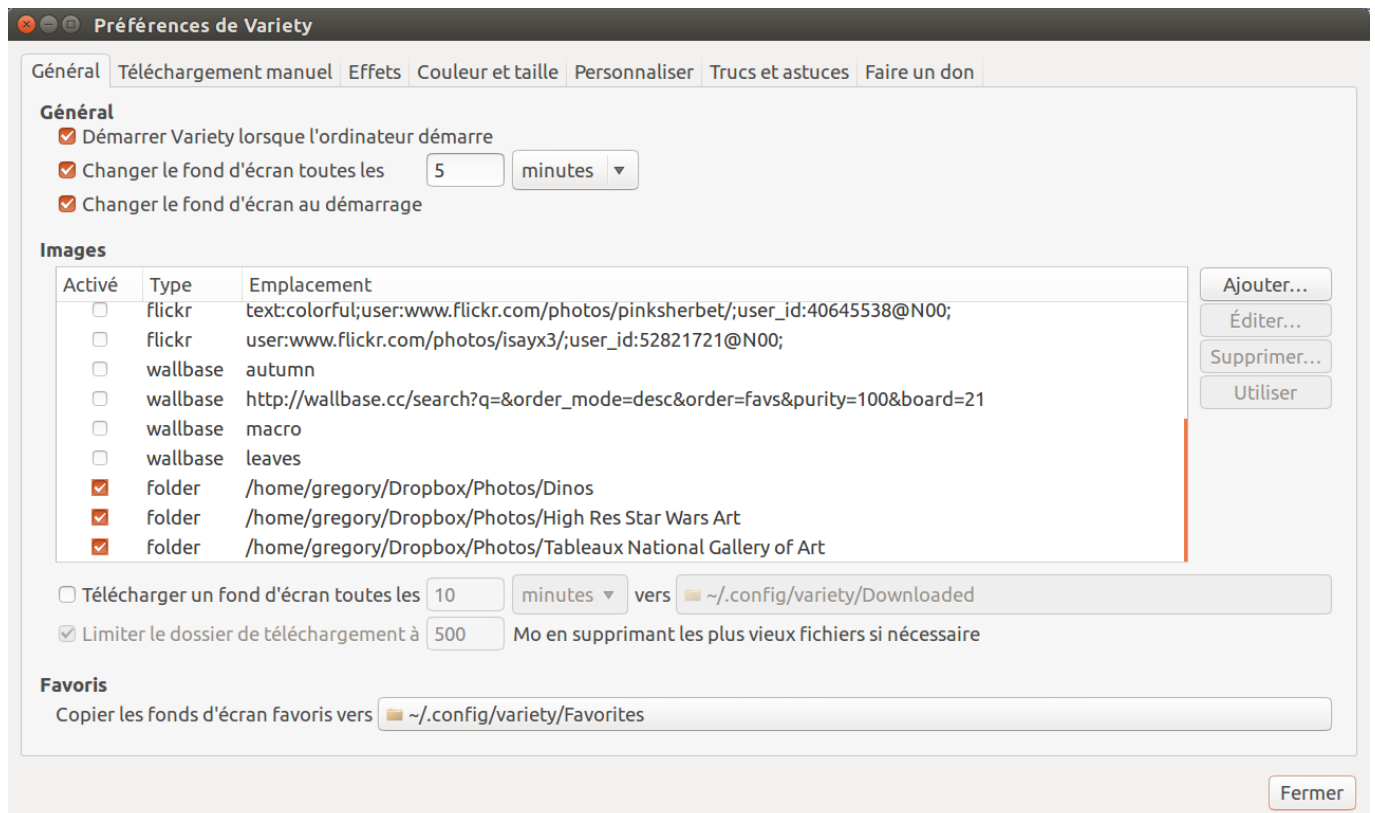 Préférences de Variety
Général Téléchargement manuel Effets Couleur et taille Personnaliser Trucs et astuces Faire un don
Général
Démarrer Variety lorsque l'ordinateur démarre
Changer le fond d'écran toutes les 5 minutes
Changer le fond d'écran au démarrage
Images
Activé Type Emplacement Ajouter...
flickr text:colorful;user:www.flickr.com/photos/pinksherbet/;user_id:40645538@N00; Éditer...
flickr user:www.flickr.com/photos/isayx3/;user_id:52821721@N00; Supprimer...
wallbase autumn
wallbase http://wallbase.cc/search?q=&order_mode=desc&order=favs&purity=100&board=21 Utiliser
wallbase macro
wallbase leaves
folder /home/gregory/Dropbox/Photos/Dinos
folder /home/gregory/Dropbox/Photos/High Res Star Wars Art
folder /home/gregory/Dropbox/Photos/Tableaux National Gallery of Art
Télécharger un fond d'écran toutes les 10 minutes vers ~/.config/variety/Downloaded
Limiter le dossier de téléchargement à 500 Mo en supprimant les plus vieux fichiers si nécessaire
Favoris
Copier les fonds d'écran favoris vers ~/.config/variety/Favorites
Fermer